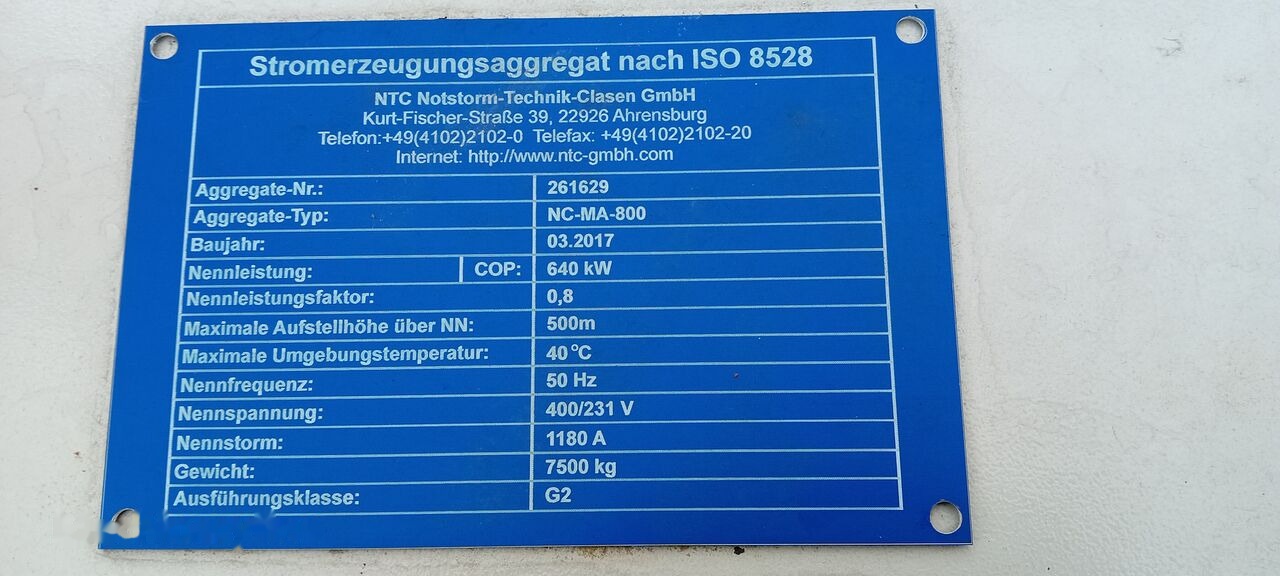 Stromerzeugungsaggregat nach ISO 8528
NTC Notstorm-Technik-Clasen GmbH
Kurt-Fischer-Straße 39, 22926 Ahrensburg
Telefon:+49(4102)2102-0 Telefax: +49(4102)2102-20
Internet: http://www.ntc-gmbh.com
Aggregate-Nr.: 261629
Aggregate-Typ: NC-MA-800
Baujahr: 03.2017
Nennleistung: COP: 640 kW
Nennleistungsfaktor: 0,8
Maximale Aufstellhöhe über NN: 500m
Maximale Umgebungstemperatur: 40 °C
Nennfrequenz: 50 Hz
Nennspannung: 400/231 V
Nennstorm: 1180 A
Gewicht: 7500 kg
Ausführungsklasse: G2